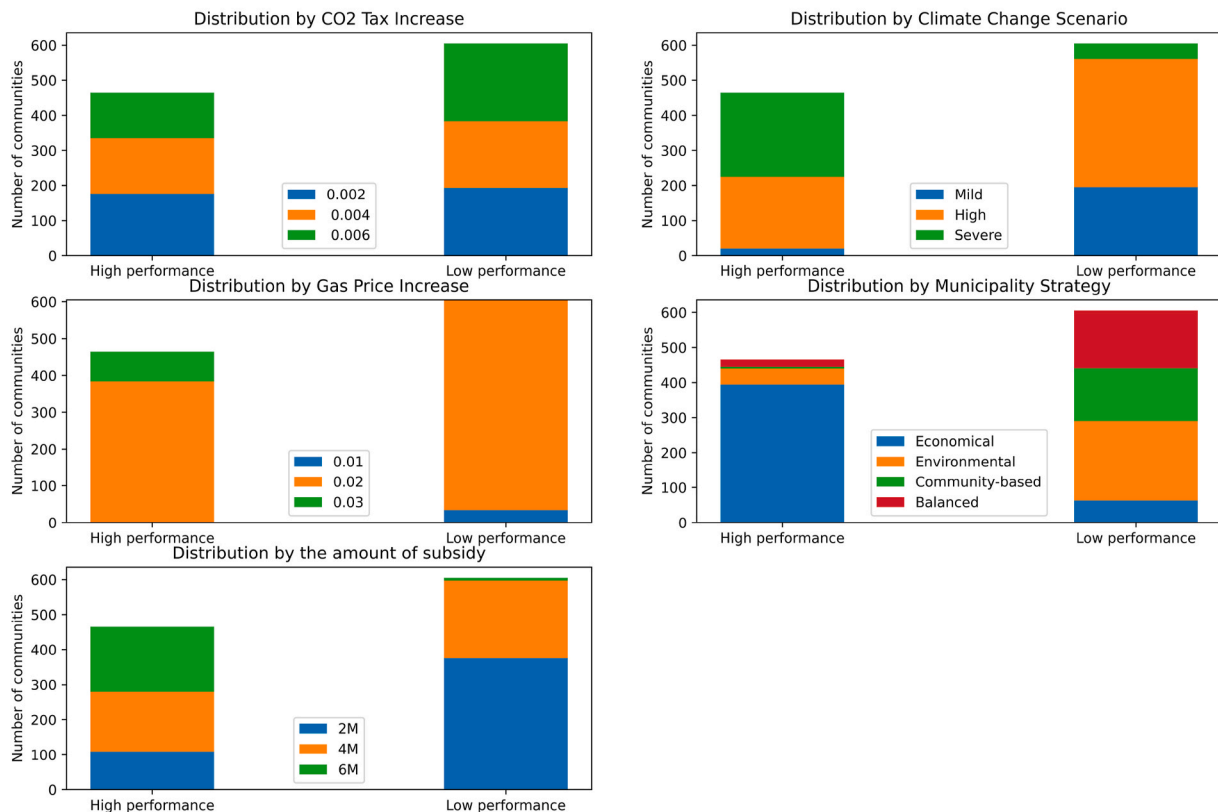 Distribution by CO2 Tax Increase
Number of communities
600
500
400
300
200
100
0
0.002
0.004
0.006
High performance
Low performance
Distribution by Climate Change Scenario
Number of communities
600
500
400
300
200
100
0
Mild
High
Severe
High performance
Low performance
Distribution by Gas Price Increase
Number of communities
600
500
400
300
200
100
0
0.01
0.02
0.03
High performance
Low performance
Distribution by Municipality Strategy
Number of communities
600
500
400
300
200
100
0
Economical
Environmental
Community-based
Balanced
High performance
Low performance
Distribution by the amount of subsidy
Number of communities
600
500
400
300
200
100
0
2M
4M
6M
High performance
Low performance